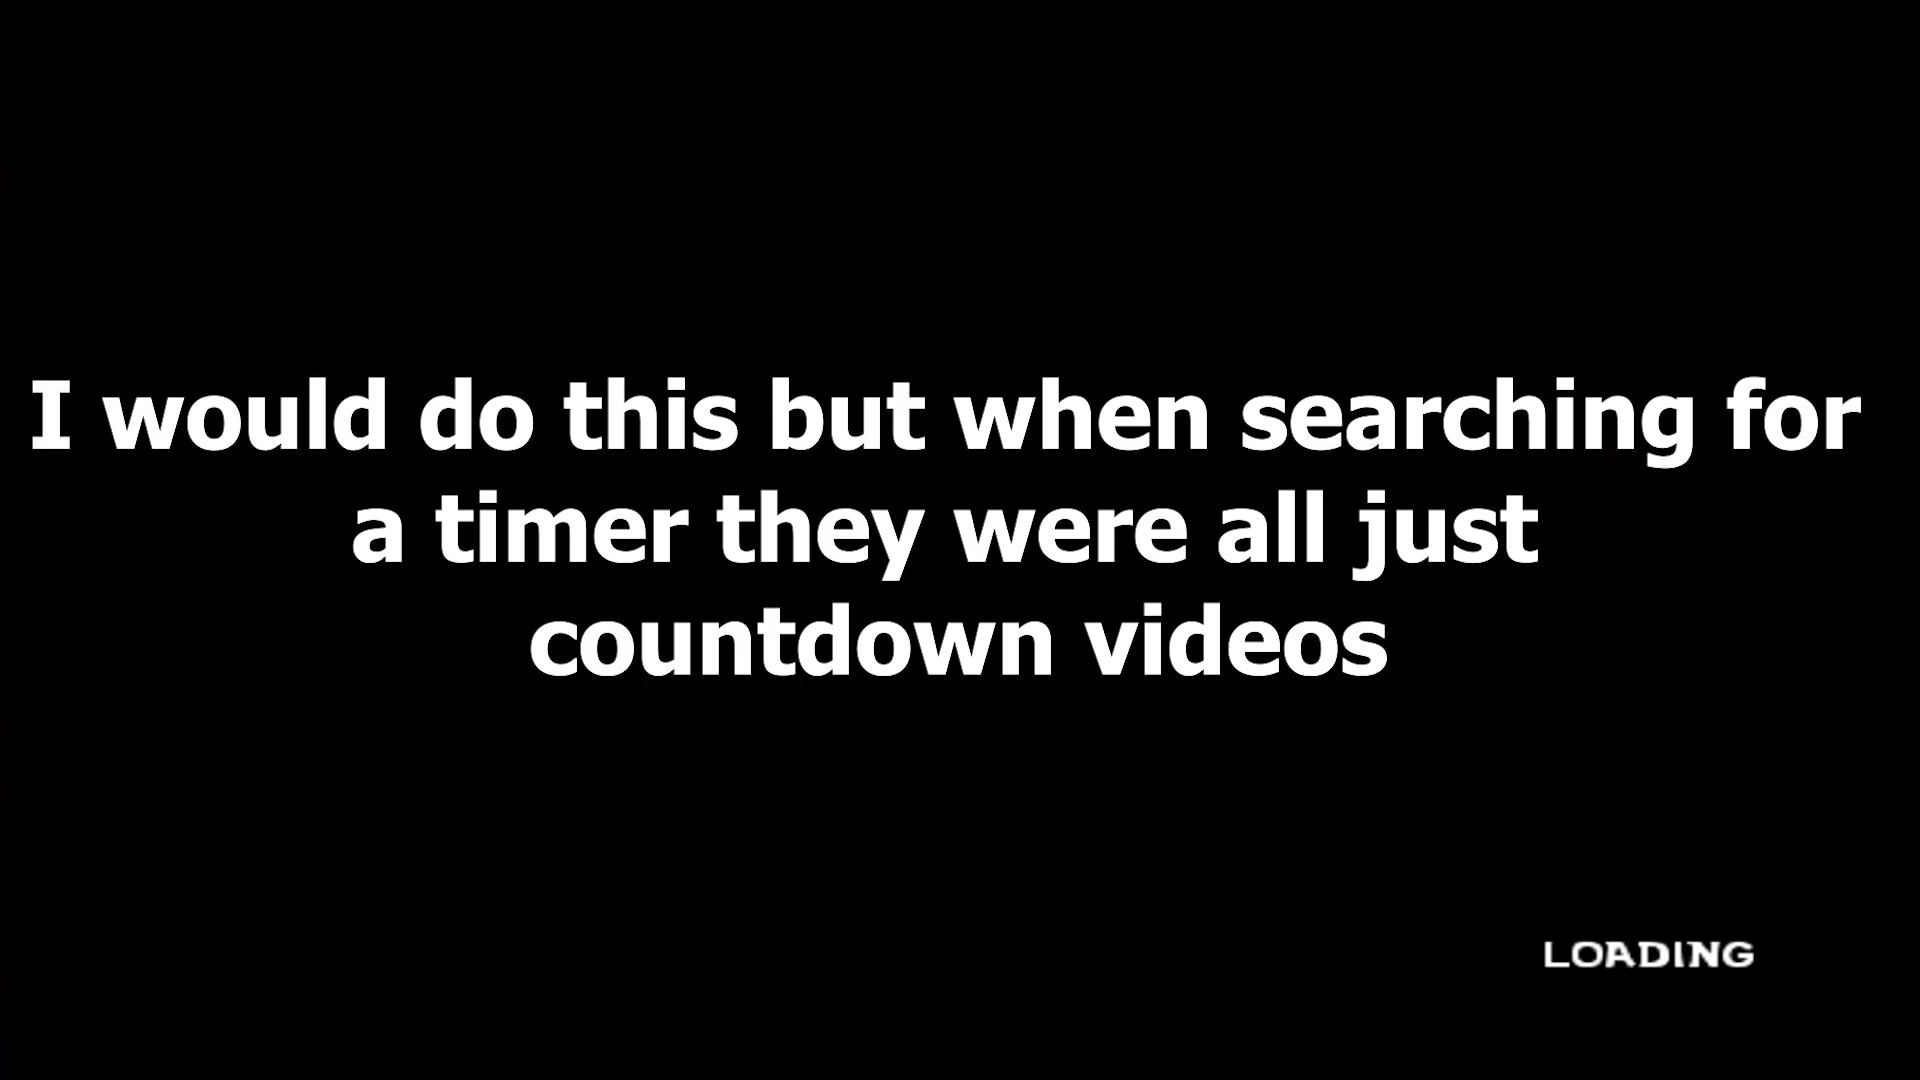 I would do this but when searching for
a timer they were all just
countdown videos
LOADING